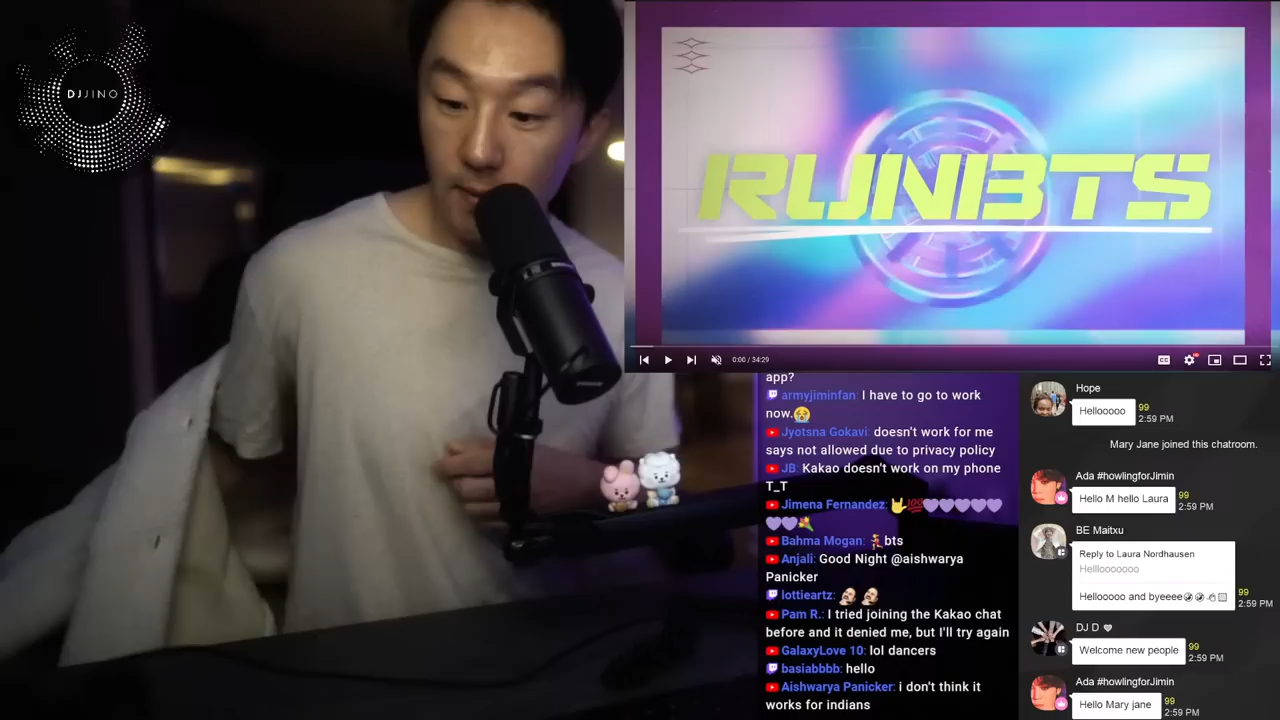 DJJINO
RUNBTS
0:00 / 34:29
CC
app?
armyjiminfan: I have to go to work
now.😭
Jyotsna Gokavi: doesn't work for me
says not allowed due to privacy policy
JB: Kakao doesn't work on my phone
T_T
Jimena Fernandez: 🤟💯💜💜💜💜💜
💜💜💐
Bahma Mogan: 💃bts
Anjali: Good Night @aishwarya
Panicker
lottieartz:
Pam R.: I tried joining the Kakao chat
before and it denied me, but I'll try again
GalaxyLove 10: lol dancers
basiabbbb: hello
Aishwarya Panicker: i don't think it
works for indians
Hope
Hellooooo
99
2:59 PM
Mary Jane joined this chatroom.
Ada #howlingforJimin
Hello M hello Laura
99
2:59 PM
BE Maitxu
Reply to Laura Nordhausen
Hellloooooo
Hellooooo and byeeee
99
2:59 PM
DJ D
Welcome new people
99
2:59 PM
Ada #howlingforJimin
Hello Mary jane
99
2:59 PM